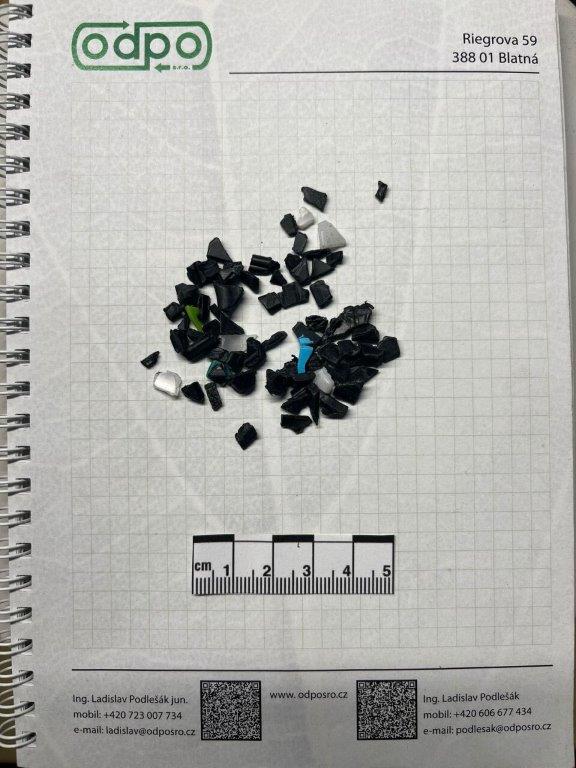 odpo
s.r.o.
Riegrova 59
388 01 Blatná
cm 1 2 3 4 5
Ing. Ladislav Podlešák jun.
mobil: +420 723 007 734
e-mail: ladislav@odposro.cz
www.odposro.cz
Ing. Ladislav Podlešák
mobil: +420 606 677 434
e-mail: podlesak@odposro.cz